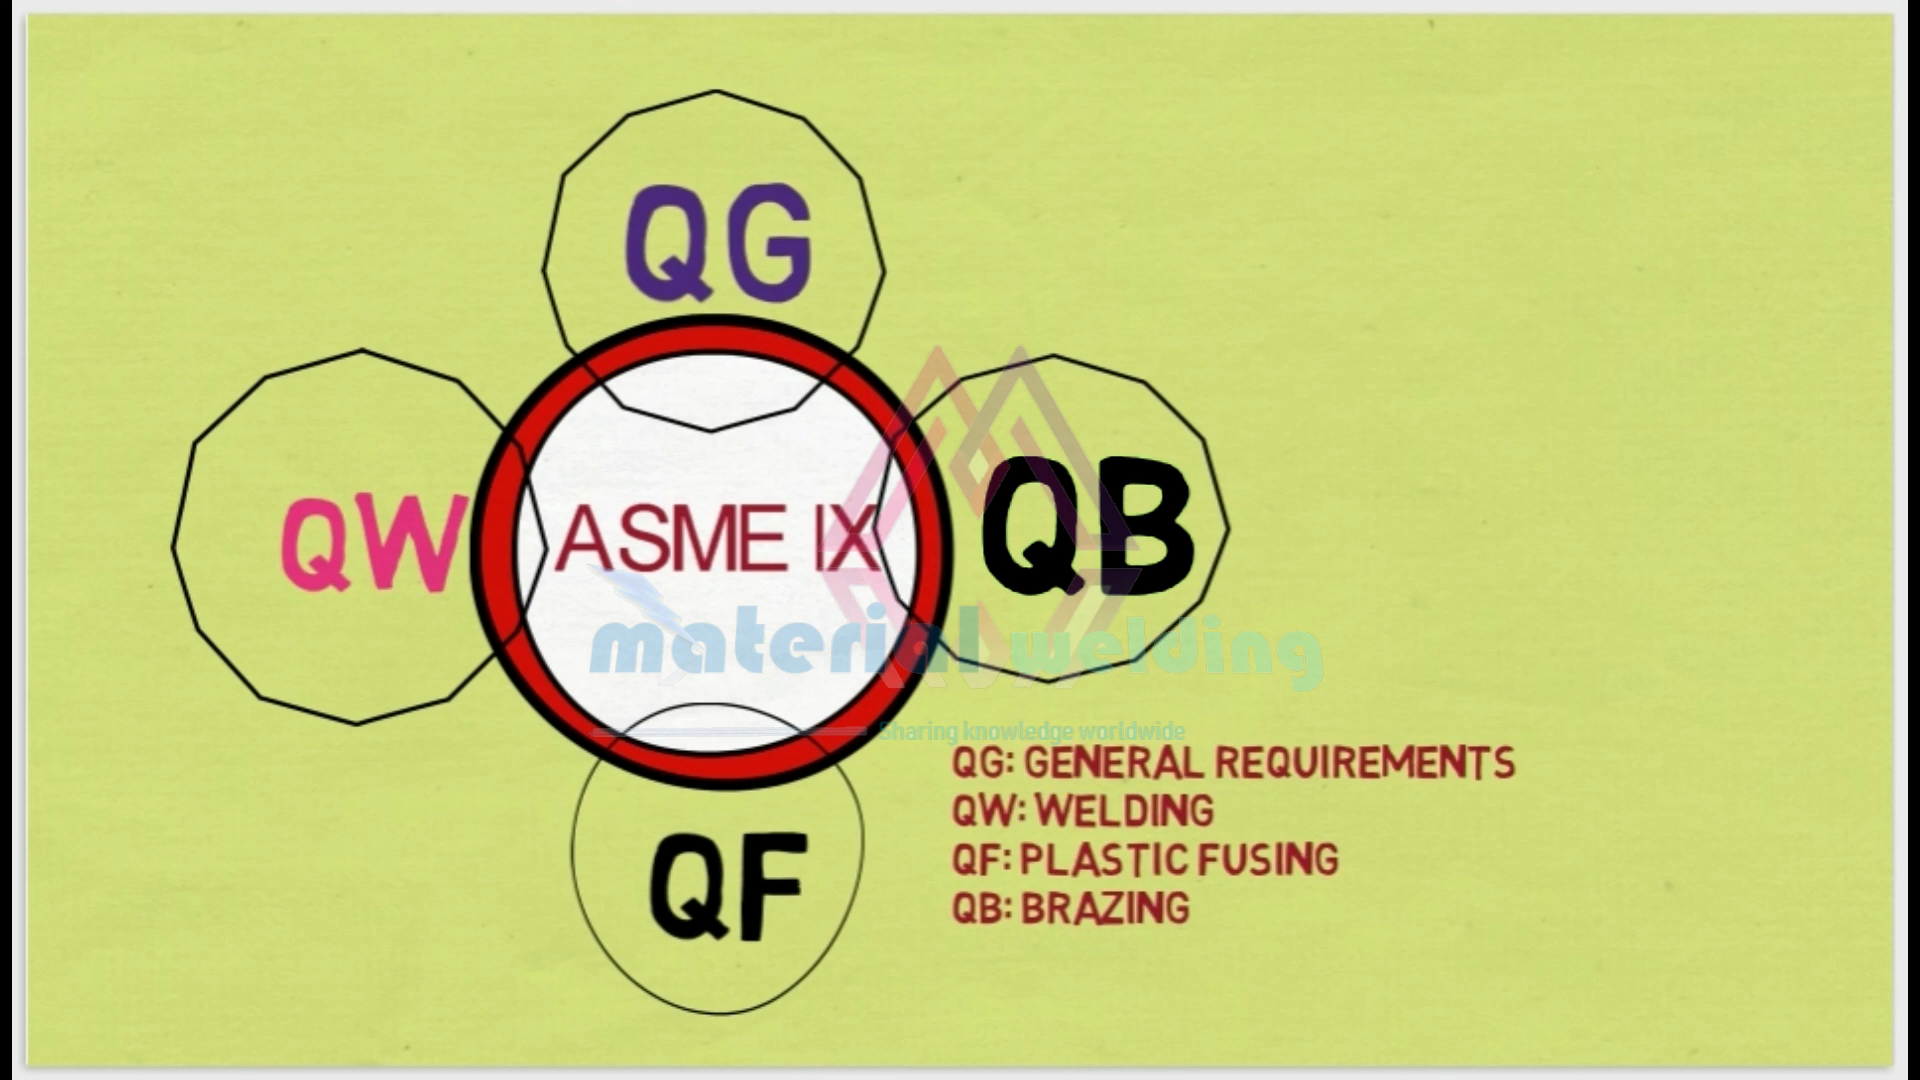 QG
QW
ASME IX
QB
material welding
Sharing knowledge worldwide
QG: GENERAL REQUIREMENTS
QW: WELDING
QF: PLASTIC FUSING
QB: BRAZING
QF